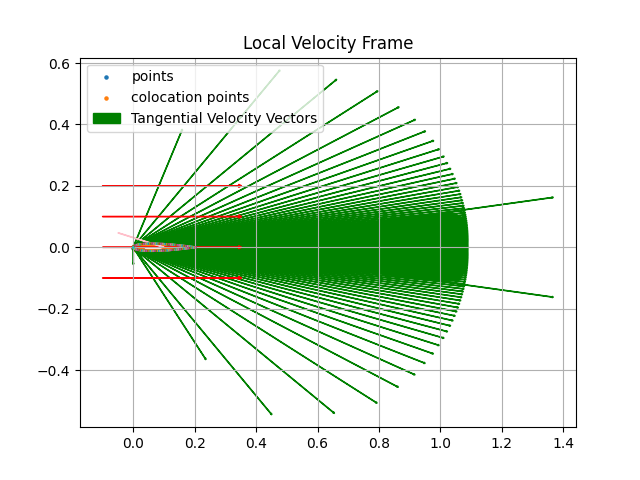 Local Velocity Frame
points
colocation points
Tangential Velocity Vectors
0.6
0.4
0.2
0.0
−0.2
−0.4
0.0 0.2 0.4 0.6 0.8 1.0 1.2 1.4